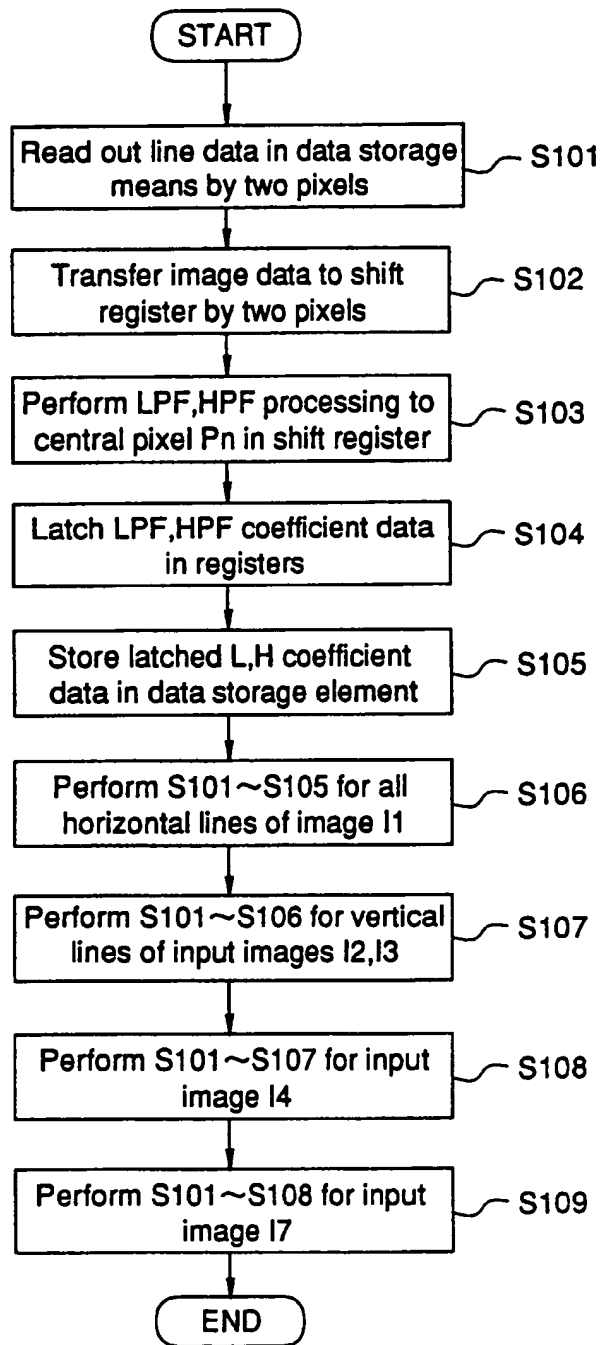 START
Read out line data in data storage
means by two pixels
S101
Transfer image data to shift
register by two pixels
S102
Perform LPF,HPF processing to
central pixel Pn in shift register
S103
Latch LPF,HPF coefficient data
in registers
S104
Store latched L,H coefficient
data in data storage element
S105
Perform S101~S105 for all
horizontal lines of image I1
S106
Perform S101~S106 for vertical
lines of input images I2,I3
S107
Perform S101~S107 for input
image I4
S108
Perform S101~S108 for input
image I7
S109
END